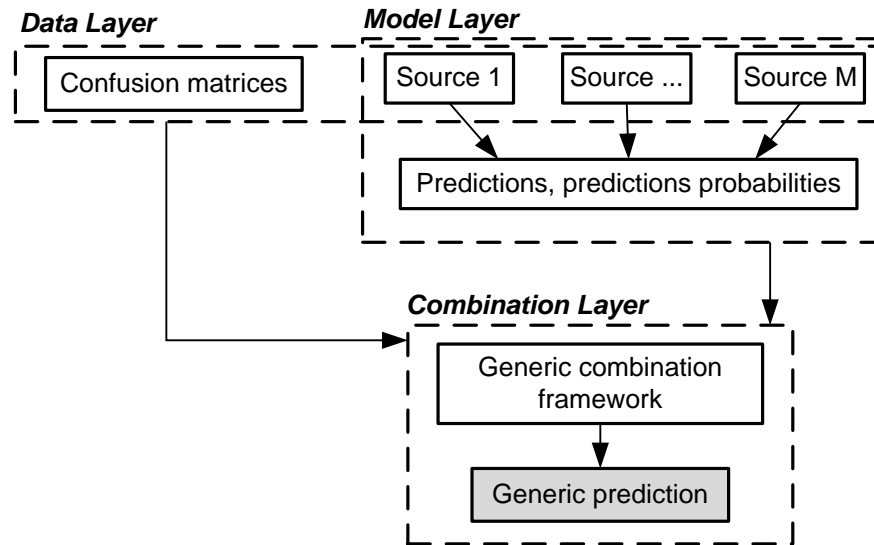 Data Layer
Model Layer
Confusion matrices
Source 1
Source ...
Source M
Predictions, predictions probabilities
Combination Layer
Generic combination
framework
Generic prediction